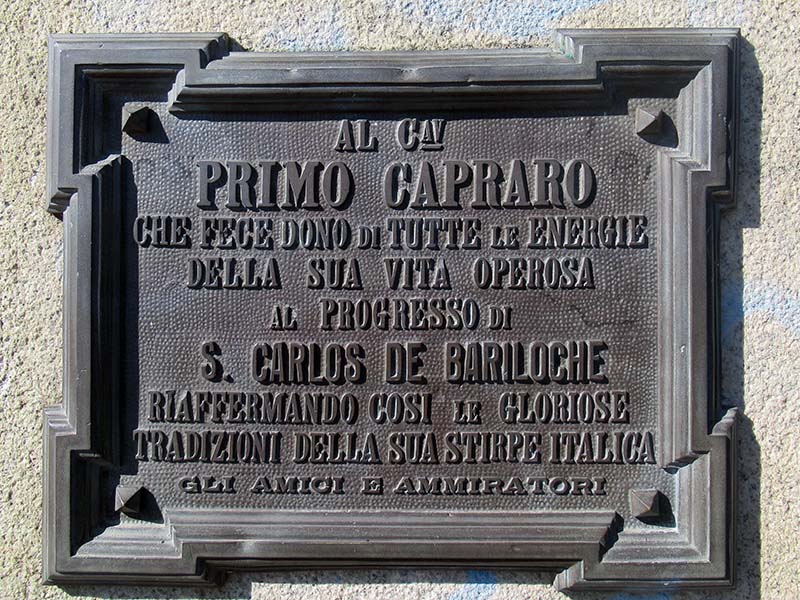 AL CAV
PRIMO CAPRARO
CHE FECE DONO DI TUTTE LE ENERGIE
DELLA SUA VITA OPEROSA
AL PROGRESSO DI
S. CARLOS DE BARILOCHE
RIAFFERMANDO COSI LE GLORIOSE
TRADIZIONI DELLA SUA STIRPE ITALICA
GLI AMICI E AMMIRATORI